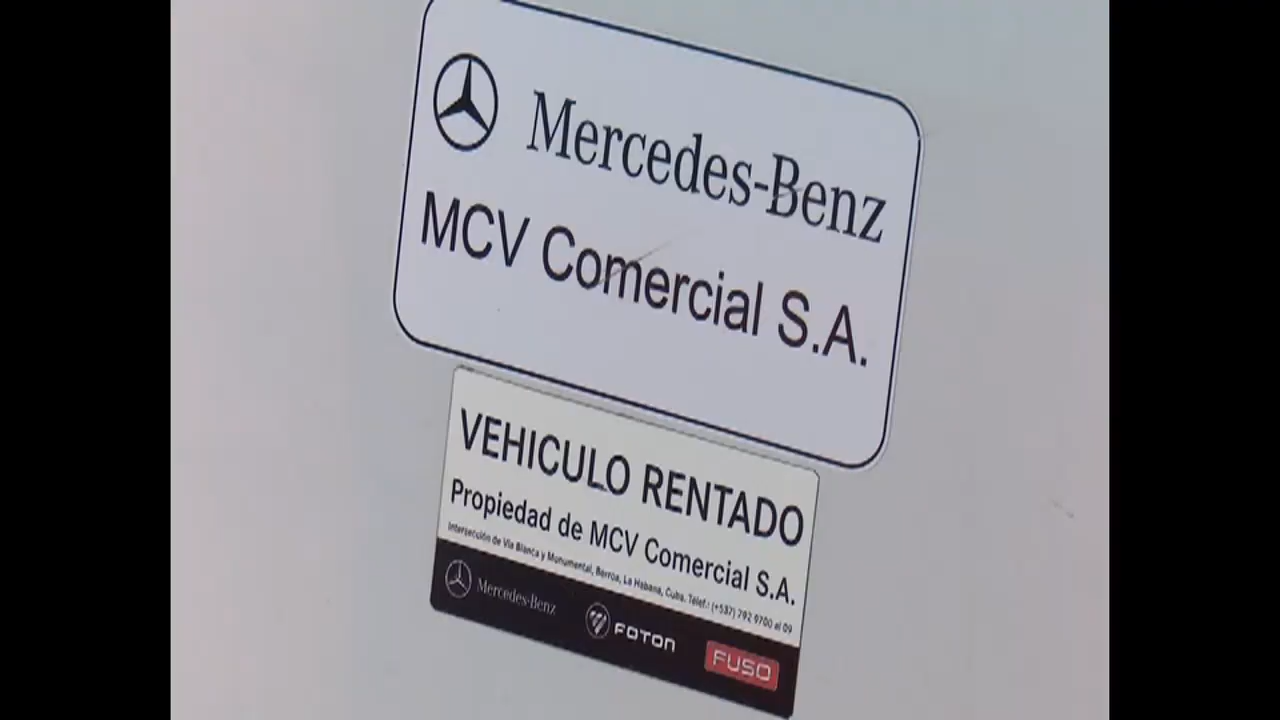 Mercedes-Benz
MCV Comercial S.A.
VEHICULO RENTADO
Propiedad de MCV Comercial S.A.
Intersección de Vía Blanca y Monumental, Berroa, La Habana, Cuba. Télef.: (+537) 792 9700 al 09
Mercedes-Benz FOTON FUSO